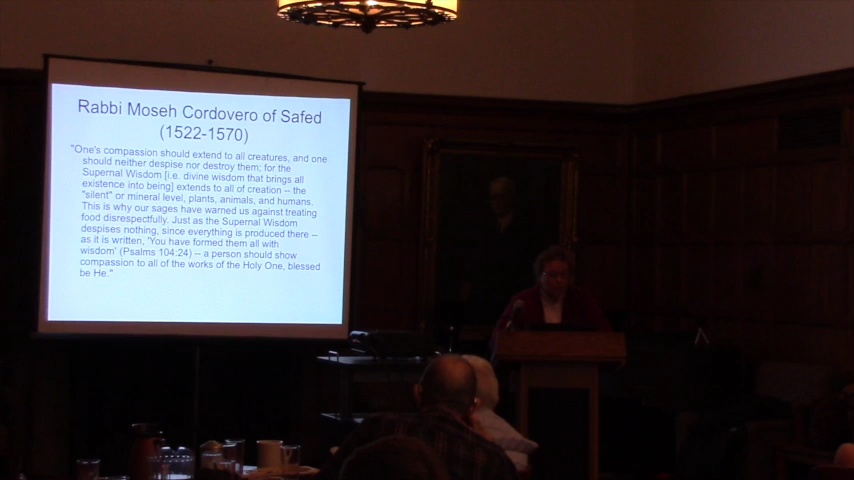 Rabbi Moseh Cordovero of Safed
(1522-1570)
"One's compassion should extend to all creatures, and one
should neither despise nor destroy them; for the
Supernal Wisdom [i.e. divine wisdom that brings all
existence into being] extends to all of creation -- the
"silent" or mineral level, plants, animals, and humans.
This is why our sages have warned us against treating
food disrespectfully. Just as the Supernal Wisdom
despises nothing, since everything is produced there --
as it is written, 'You have formed them all with
wisdom' (Psalms 104:24) -- a person should show
compassion to all of the works of the Holy One, blessed
be He."